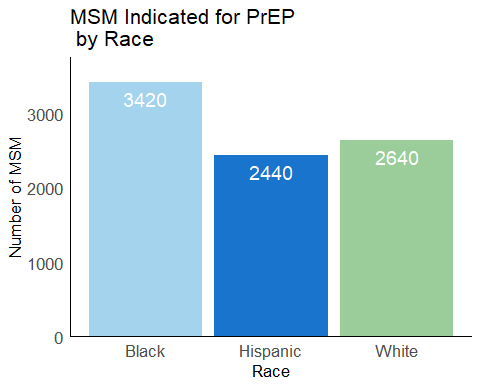 MSM Indicated for PrEP
by Race
Number of MSM
3000
2000
1000
0
3420
2440
2640
Black
Hispanic
White
Race